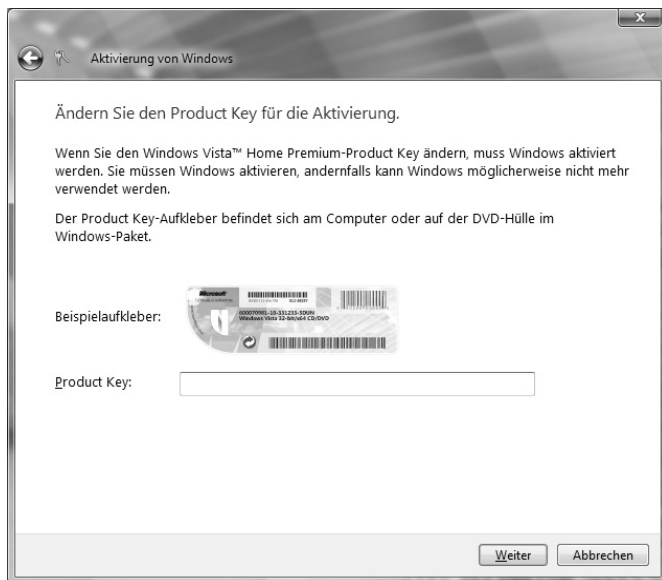 Aktivierung von Windows
Ändern Sie den Product Key für die Aktivierung.
Wenn Sie den Windows Vista™ Home Premium-Product Key ändern, muss Windows aktiviert
werden. Sie müssen Windows aktivieren, andernfalls kann Windows möglicherweise nicht mehr
verwendet werden.
Der Product Key-Aufkleber befindet sich am Computer oder auf der DVD-Hülle im
Windows-Paket.
Beispielaufkleber:
Microsoft
Windows Vista 32-bit/x64 CD/DVD
Product Key:
Weiter
Abbrechen